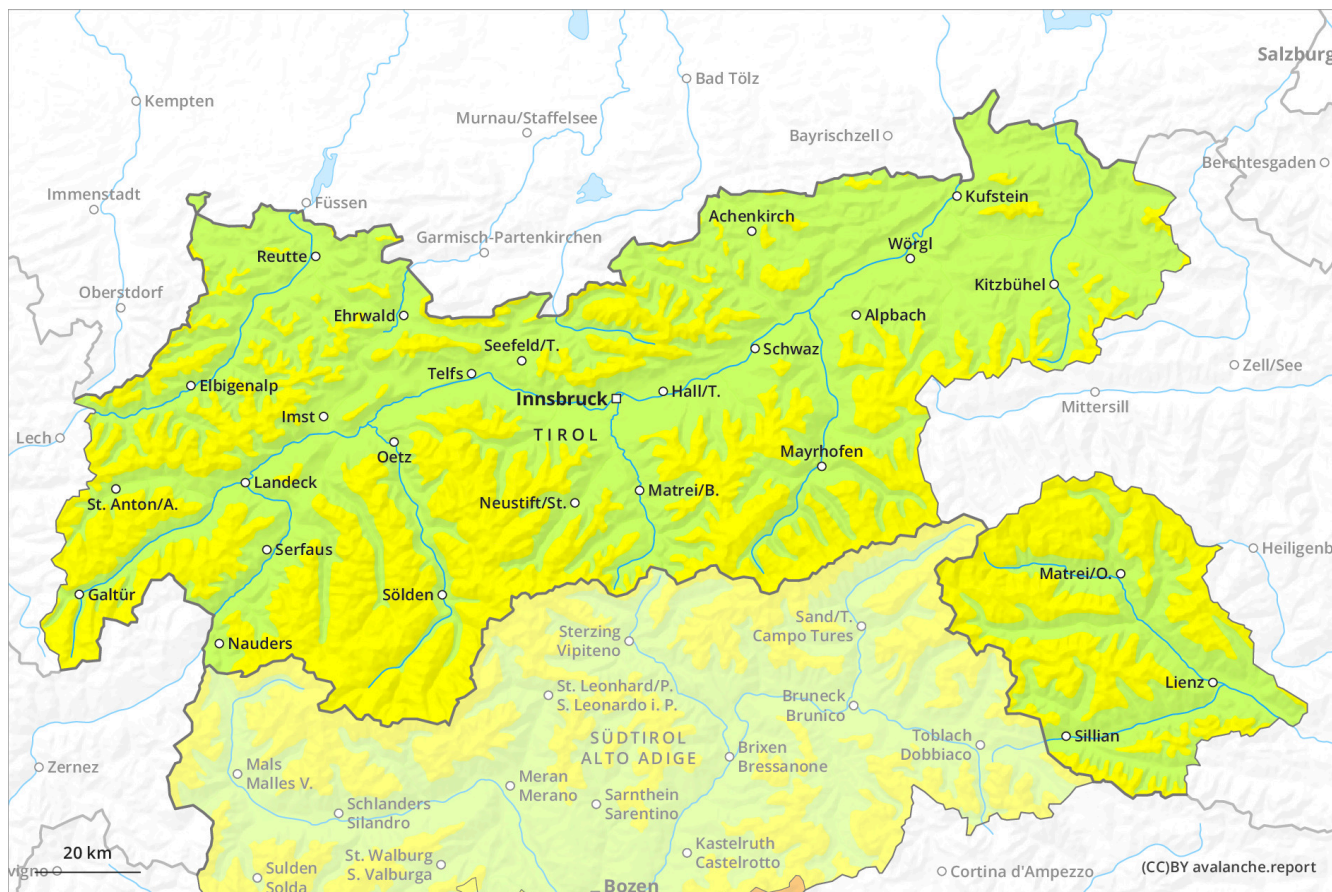 Salzburg
Bad Tölz
Kempten
Murnau/Staffelsee
Bayrischzell
Berchtesgaden
Immenstadt
Füssen
Kufstein
Achenkirch
Garmisch-Partenkirchen
Wörgl
Reutte
Kitzbühel
Oberstdorf
Ehrwald
Alpbach
Seefeld/T.
Schwaz
Zell/See
Telfs
Elbigenalp
Hall/T.
Innsbruck
Mittersill
Imst
TIROL
Lech
Oetz
Mayrhofen
Landeck
Matrei/B.
St. Anton/A.
Neustift/St.
Serfaus
Heiligenb
Matrei/O.
Galtür
Sölden
Sand/T.
Campo Tures
Sterzing
Vipiteno
Nauders
Lienz
St. Leonhard/P.
S. Leonardo i. P.
Bruneck
Brunico
Sillian
SÜDTIROL
ALTO ADIGE
Toblach
Dobbiaco
Brixen
Bressanone
Zernez
Mals
Malles V.
Meran
Merano
Sarnthein
Sarentino
Schlanders
Silandro
Kastelruth
Castelrotto
20 km
St. Walburg
S. Valburga
vigno
Sulden
Solda
Cortina d'Ampezzo
(CC)BY avalanche.report
Bozen